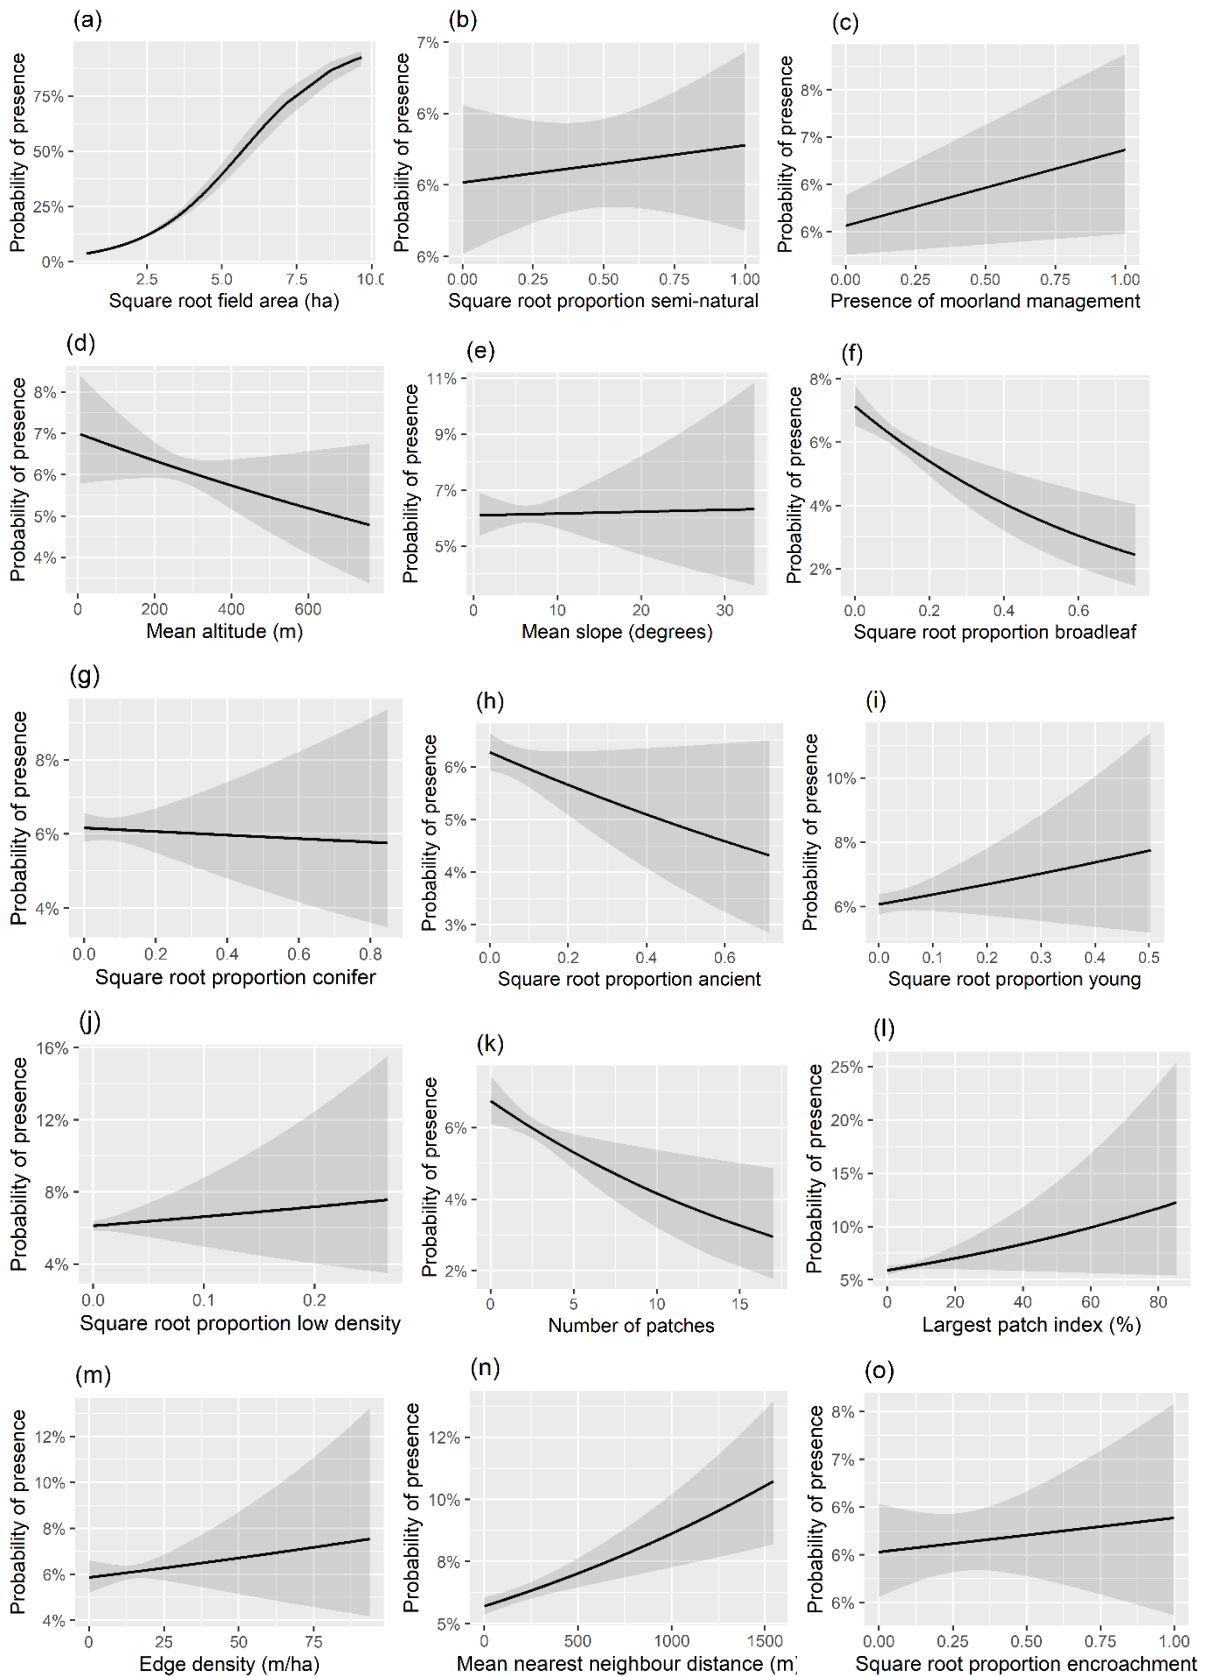 (a)
Probability of presence
75%
50%
25%
0%
2.5 5.0 7.5 10.0
Square root field area (ha)
(b)
Probability of presence
7%
6%
6%
6%
0.00 0.25 0.50 0.75 1.00
Square root proportion semi-natural
(c)
Probability of presence
8%
7%
6%
6%
0.00 0.25 0.50 0.75 1.00
Presence of moorland management
(d)
Probability of presence
8%
7%
6%
5%
4%
0 200 400 600
Mean altitude (m)
(e)
Probability of presence
11%
9%
7%
5%
0 10 20 30
Mean slope (degrees)
(f)
Probability of presence
8%
6%
4%
2%
0.0 0.2 0.4 0.6
Square root proportion broadleaf
(g)
Probability of presence
8%
6%
4%
0.0 0.2 0.4 0.6 0.8
Square root proportion conifer
(h)
Probability of presence
6%
5%
4%
3%
0.0 0.2 0.4 0.6
Square root proportion ancient
(i)
Probability of presence
10%
8%
6%
0.0 0.1 0.2 0.3 0.4 0.5
Square root proportion young
(j)
Probability of presence
16%
12%
8%
4%
0.0 0.1 0.2
Square root proportion low density
(k)
Probability of presence
6%
4%
2%
0 5 10 15
Number of patches
(l)
Probability of presence
25%
20%
15%
10%
5%
0 20 40 60 80
Largest patch index (%)
(m)
Probability of presence
12%
10%
8%
6%
4%
0 25 50 75
Edge density (m/ha)
(n)
Probability of presence
12%
10%
8%
5%
0 500 1000 1500
Mean nearest neighbour distance (m)
(o)
Probability of presence
8%
7%
6%
6%
6%
0.00 0.25 0.50 0.75 1.00
Square root proportion encroachment